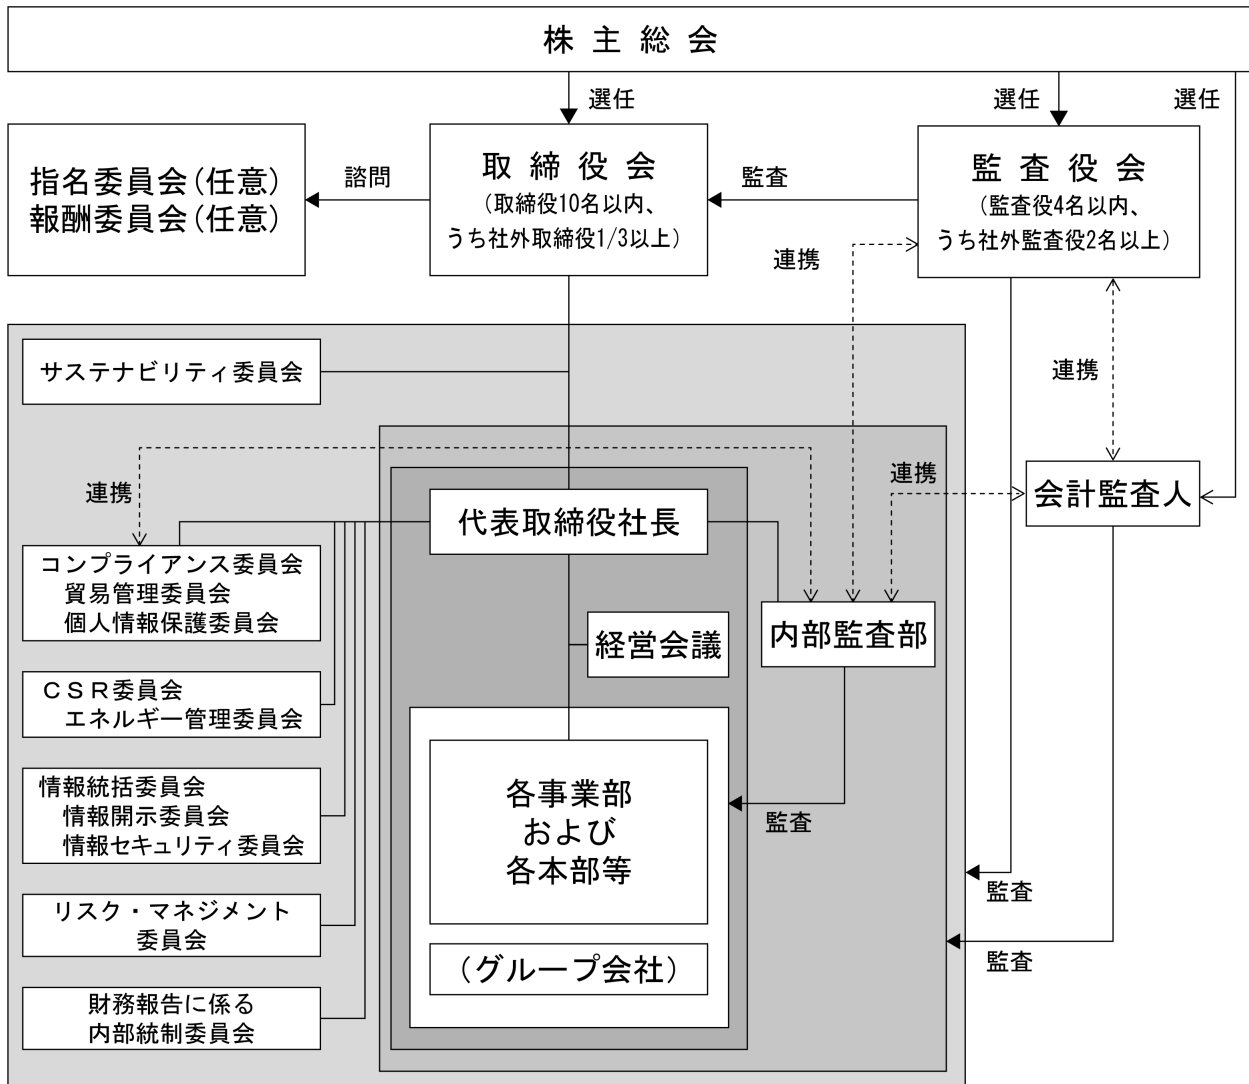 株主総会
選任
選任
選任
指名委員会(任意)
報酬委員会(任意)
諮問
取締役会
(取締役10名以内、
うち社外取締役1/3以上)
監査
監査役会
(監査役4名以内、
うち社外監査役2名以上)
連携
連携
サステナビリティ委員会
連携
連携
会計監査人
代表取締役社長
コンプライアンス委員会
貿易管理委員会
個人情報保護委員会
経営会議
内部監査部
CSR委員会
エネルギー管理委員会
情報統括委員会
情報開示委員会
情報セキュリティ委員会
各事業部
および
各本部等
監査
監査
リスク・マネジメント
委員会
監査
(グループ会社)
財務報告に係る
内部統制委員会